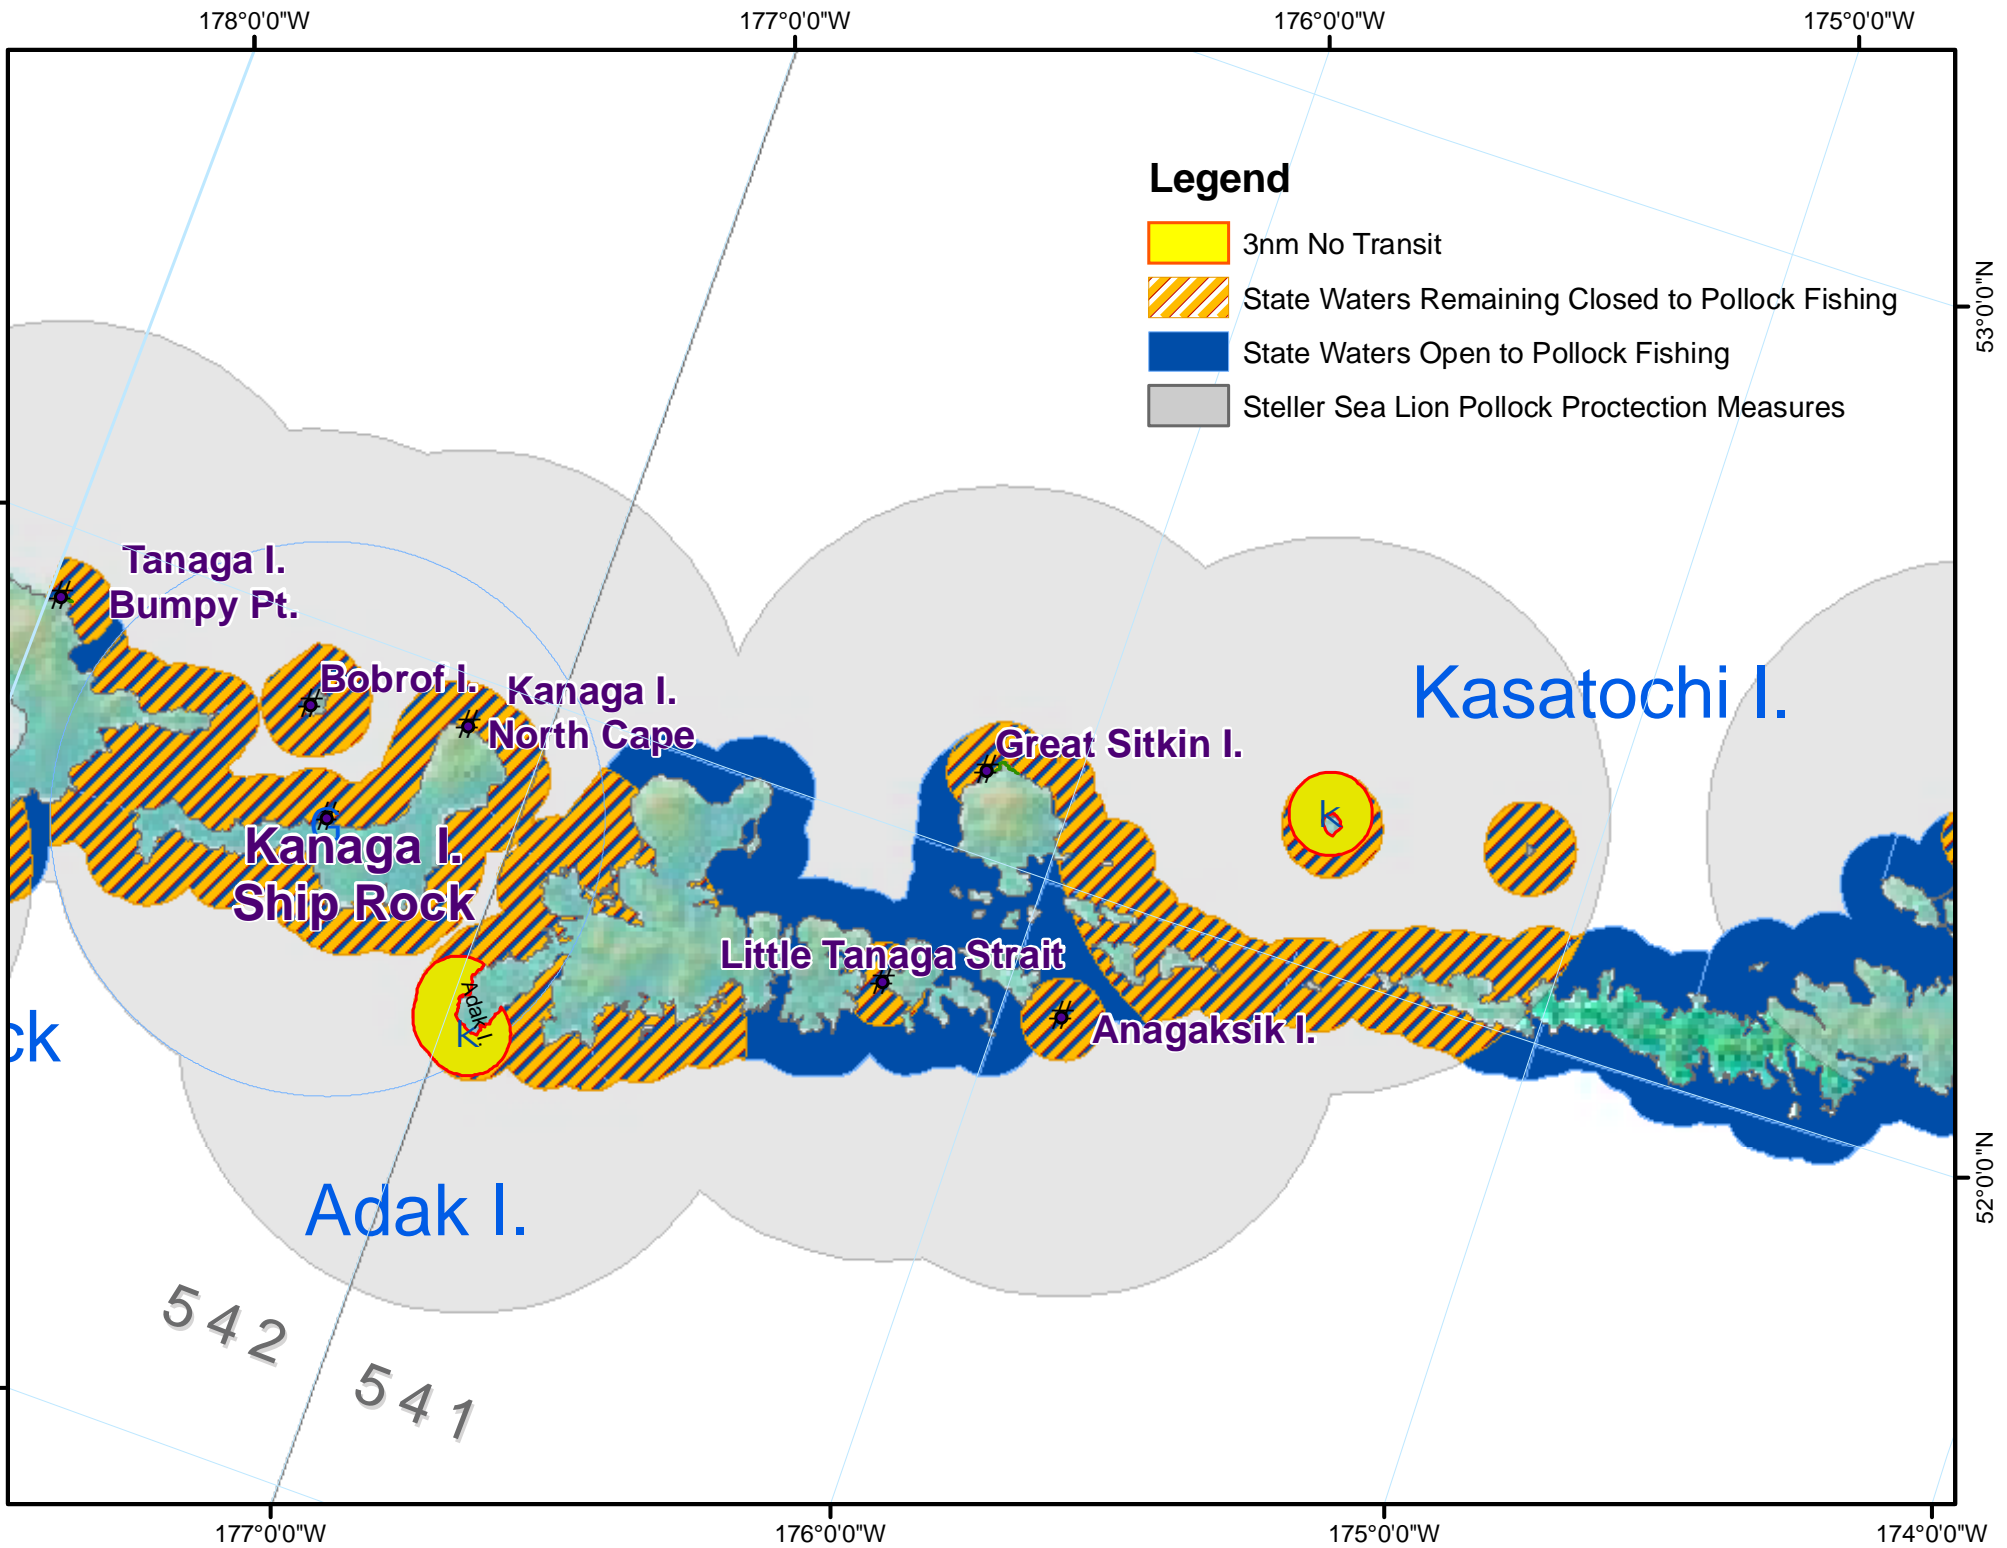 178°0'0"W
177°0'0"W
176°0'0"W
175°0'0"W
Legend
3nm No Transit
State Waters Remaining Closed to Pollock Fishing
State Waters Open to Pollock Fishing
Steller Sea Lion Pollock Proctection Measures
53°0'0"N
Tanaga I.
Bumpy Pt.
Bobrof I.
Kanaga I.
North Cape
Kasatochi I.
Great Sitkin I.
k
Kanaga I.
Ship Rock
Little Tanaga Strait
Adak I.
K
Anagaksik I.
ck
52°0'0"N
Adak I.
542
541
177°0'0"W
176°0'0"W
175°0'0"W
174°0'0"W